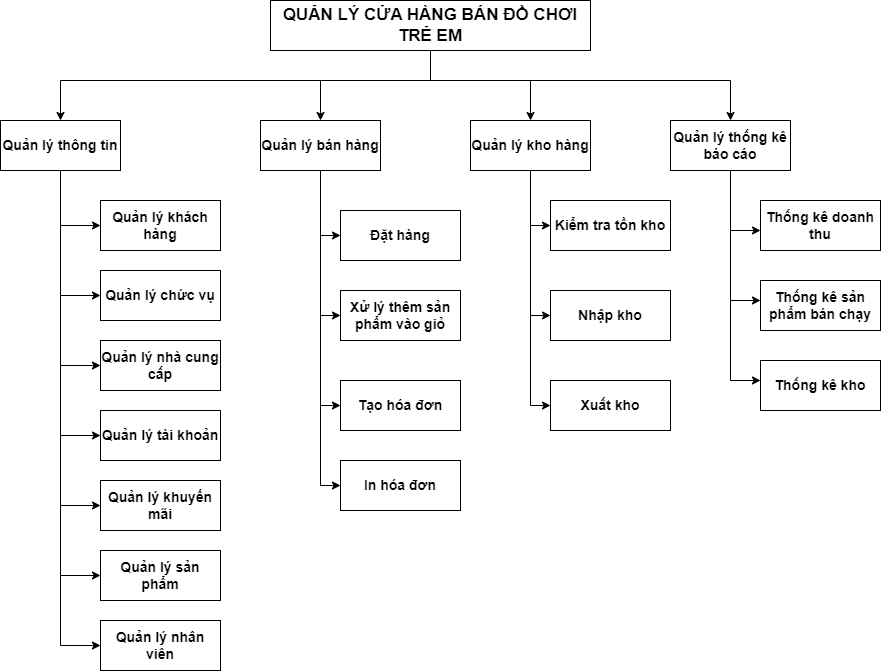 QUẢN LÝ CỬA HÀNG BÁN ĐỒ CHƠI
TRẺ EM
Quản lý thông tin
Quản lý bán hàng
Quản lý kho hàng
Quản lý thống kê
báo cáo
Quản lý khách
hàng
Quản lý chức vụ
Quản lý nhà cung
cấp
Quản lý tài khoản
Quản lý khuyến
mãi
Quản lý sản
phẩm
Quản lý nhân
viên
Đặt hàng
Xử lý thêm sản
phẩm vào giỏ
Tạo hóa đơn
In hóa đơn
Kiểm tra tồn kho
Nhập kho
Xuất kho
Thống kê doanh
thu
Thống kê sản
phẩm bán chạy
Thống kê kho